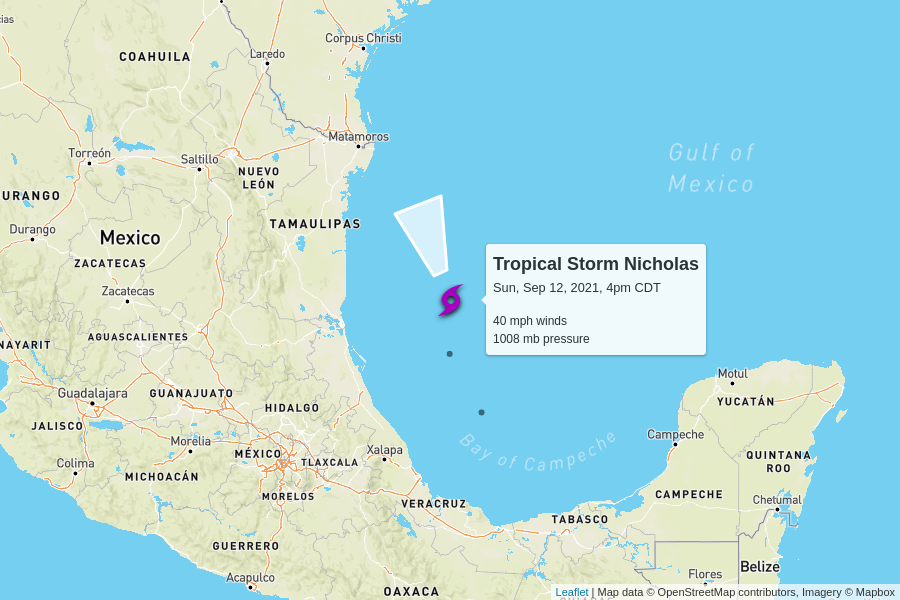 cias
Corpus Christi
COAHUILA
Laredo
Matamoros
Torreón
Saltillo
NUEVO
LEÓN
Gulf of
Mexico
URANGO
TAMAULIPAS
Durango
Mexico
ZACATECAS
Zacatecas
Tropical Storm Nicholas
Sun, Sep 12, 2021, 4pm CDT
40 mph winds
1008 mb pressure
AGUASCALIENTES
NAYARIT
Motul
Guadalajara
GUANAJUATO
YUCATÁN
HIDALGO
JALISCO
Morelia
MÉXICO
Xalapa
Bay of Campeche
Campeche
TLAXCALA
QUINTANA
ROO
Colima
MICHOACÁN
MORELOS
VERACRUZ
CAMPECHE
Chetumal
TABASCO
GUERRERO
Flores
Belize
Acapulco
OAXACA
CHIAPAS
Leaflet | Map data © OpenStreetMap contributors, Imagery © Mapbox